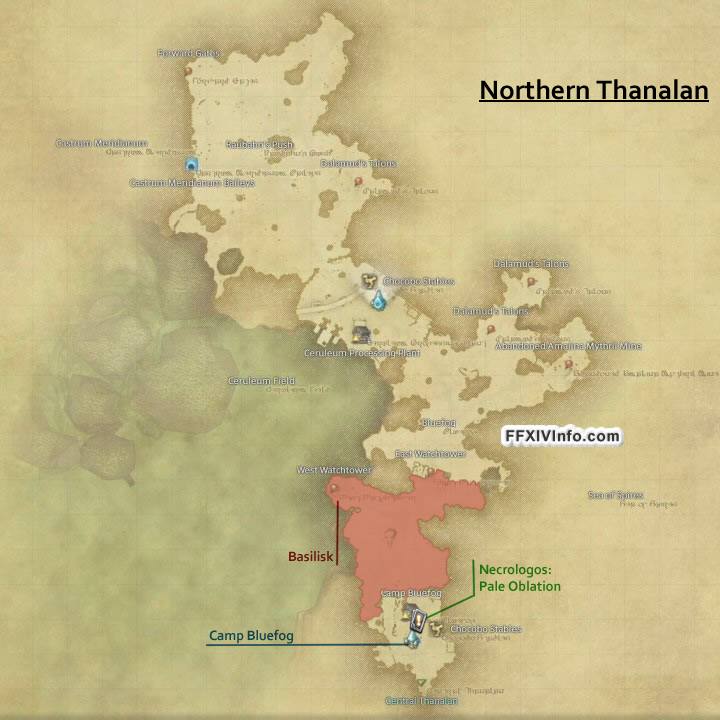 Forward Gates
Northern Thanalan
Castrum Meridianum
Raubahn's Push
Dalamud's Talons
Castrum Meridianum Baileys
Dalamud's Talons
Chocobo Stables
Dalamud's Talons
Ceruleum Processing Plant
Abandoned Amajina Mythril Mine
Ceruleum Field
Bluefog
FFXIVInfo.com
East Watchtower
West Watchtower
Sea of Spires
Basilisk
Necrologos:
Pale Oblation
Camp Bluefog
Chocobo Stables
Camp Bluefog
Central Thanalan